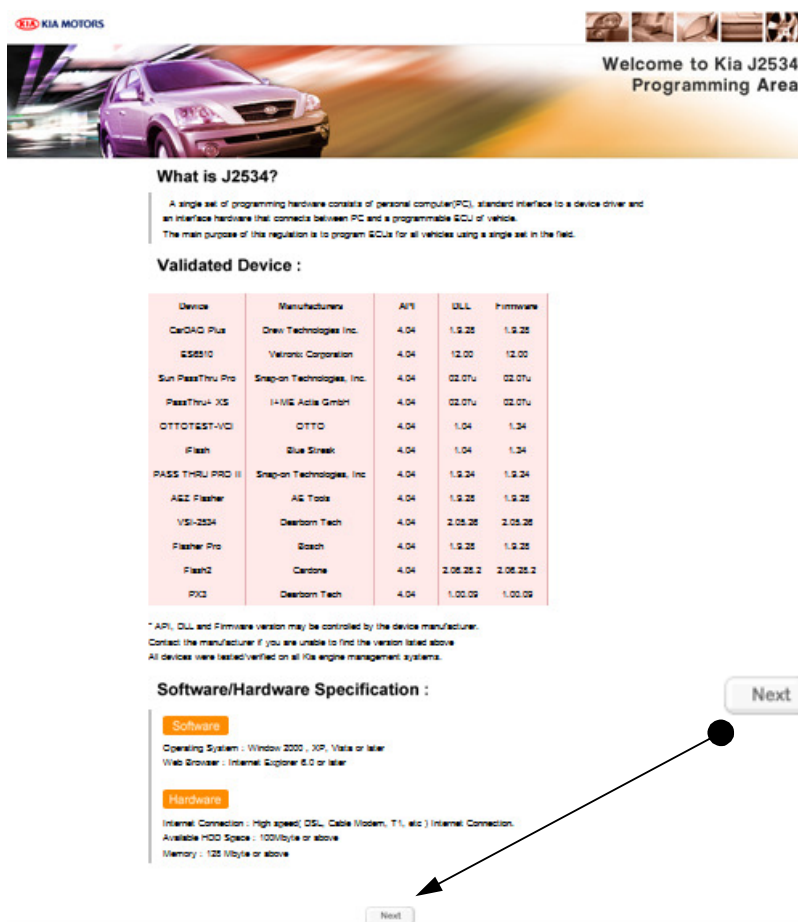 KIA KIA MOTORS
Welcome to Kia J2534
Programming Area
What is J2534?
A single set of programming hardware consists of personal computer(PC), standard interface to a device driver and
an interface hardware that connects between PC and a programmable ECU of vehicle.
The main purpose of this regulation is to program ECUs for all vehicles using a single set in the field.
Validated Device :
Device Manufacturers API DLL Firmware
CarDAQ Plus Drew Technologies Inc. 4.04 1.9.28 1.9.28
ES6510 Vetronix Corporation 4.04 12.00 12.00
Sun PassThru Pro Snap-on Technologies, Inc. 4.04 02.07u 02.07u
PassThru+ XS I+ME Actia GmbH 4.04 02.07u 02.07u
OTTOTEST-VCI OTTO 4.04 1.04 1.34
iFlash Blue Streak 4.04 1.04 1.34
PASS THRU PRO II Snap-on Technologies, Inc 4.04 1.9.24 1.9.24
AEZ Flasher AE Tools 4.04 1.9.28 1.9.28
VSI-2534 Dearborn Tech 4.04 2.05.26 2.05.26
Flasher Pro Bosch 4.04 1.9.28 1.9.28
Flash2 Cardone 4.04 2.06.28.2 2.06.28.2
PX3 Dearborn Tech 4.04 1.00.09 1.00.09
* API, DLL and Firmware version may be controlled by the device manufacturer.
Contact the manufacturer if you are unable to find the version listed above
All devices were tested/verified on all Kia engine management systems.
Software/Hardware Specification :
Next
Software
Operating System : Window 2000 , XP, Vista or later
Web Browser : Internet Explorer 6.0 or later
Hardware
Internet Connection : High speed( DSL, Cable Modem, T1, etc ) Internet Connection.
Available HDD Space : 100Mbyte or above
Memory : 128 Mbyte or above
Next